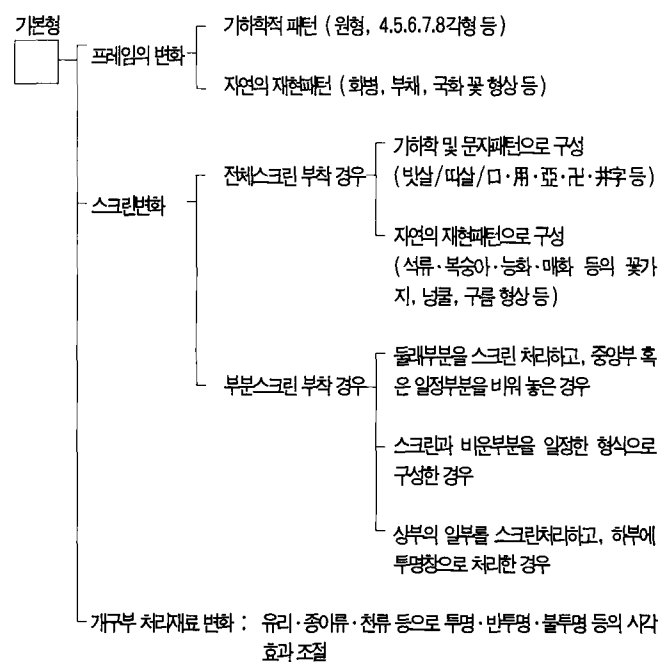 기본형
프레임의 변화
기하학적 패턴 (원형, 4.5.6.7.8각형 등)
자연의 재현패턴 (화병, 부채, 국화 꽃 형상 등)
스크린변화
전체스크린 부착 경우
기하학 및 문자패턴으로 구성
(빗살/띠살/口·用·亞·卍·井字 등)
자연의 재현패턴으로 구성
(석류·복숭아·능화·매화 등의 꽃가
지, 넝쿨, 구름 형상 등)
부분스크린 부착 경우
둘래부분을 스크린 처리하고, 중앙부 혹
은 일정부분을 비워 놓은 경우
스크린과 비운부분을 일정한 형식으로
구성한 경우
상부의 일부를 스크린처리하고, 하부에
투명창으로 처리한 경우
개구부 처리재료 변화 : 유리·종이류·천류 등으로 투명·반투명·불투명 등의 시각
효과 조절